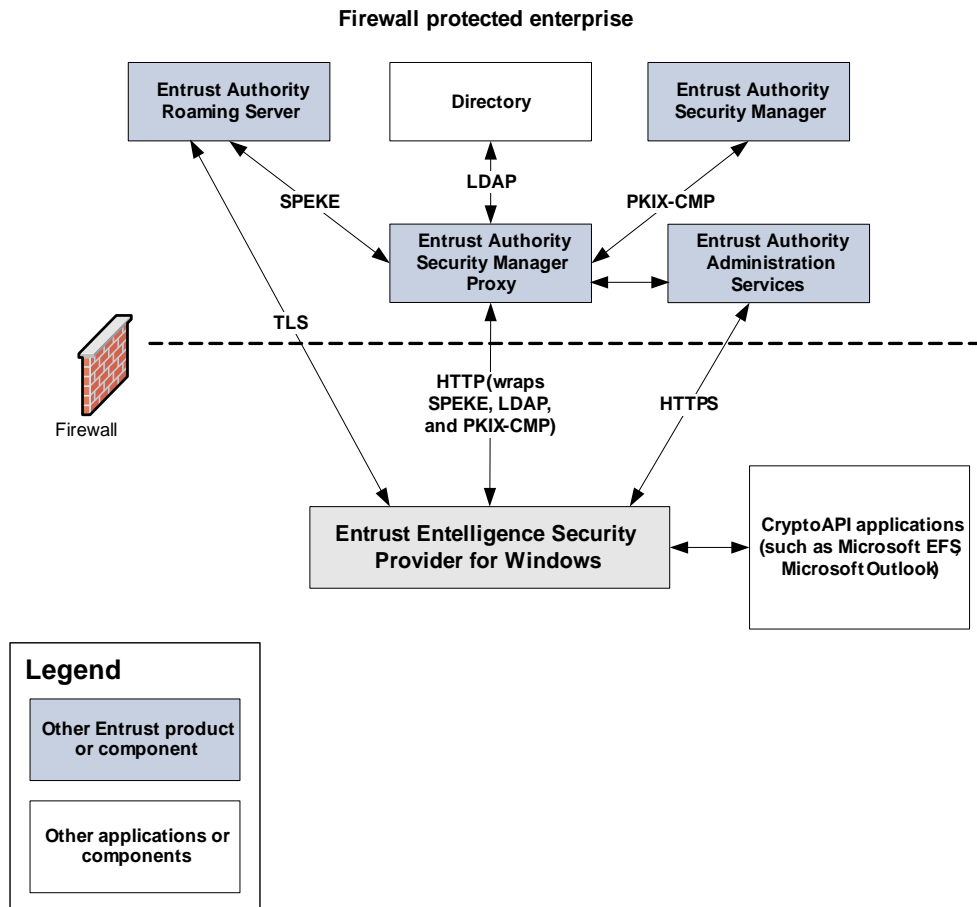 Firewall protected enterprise
Entrust Authority
Roaming Server
Directory
Entrust Authority
Security Manager
LDAP
SPEKE
PKIX-CMP
Entrust Authority
Security Manager
Proxy
Entrust Authority
Administration
Services
TLS
Firewall
HTTP(wraps
SPEKE, LDAP,
and PKIX-CMP)
HTTPS
Entrust Entelligence Security
Provider for Windows
CryptoAPI applications
(such as Microsoft EFS,
Microsoft Outlook)
Legend
Other Entrust product
or component
Other applications or
components